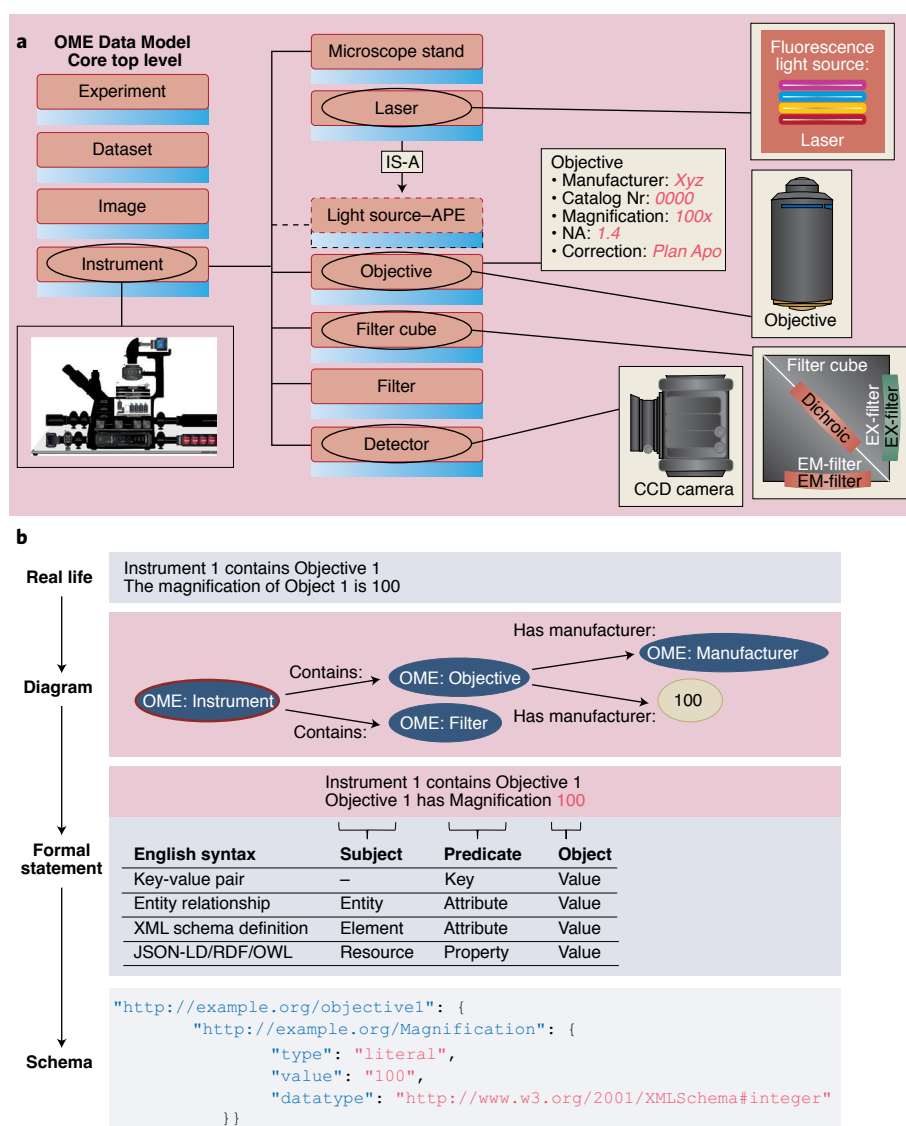 a
OME Data Model
Core top level
Experiment
Dataset
Image
Instrument
Microscope stand
Laser
IS-A
Light source–APE
Objective
Filter cube
Filter
Detector
Fluorescence
light source:
Laser
Objective
• Manufacturer: Xyz
• Catalog Nr: 0000
• Magnification: 100x
• NA: 1.4
• Correction: Plan Apo
Objective
Filter cube
Dichroic
EX-filter
EX-filter
EM-filter
EM-filter
CCD camera
b
Real life
Instrument 1 contains Objective 1
The magnification of Object 1 is 100
Diagram
OME: Instrument
Contains:
Contains:
OME: Objective
OME: Filter
Has manufacturer:
Has manufacturer:
OME: Manufacturer
100
Instrument 1 contains Objective 1
Objective 1 has Magnification 100
Formal
statement
English syntax Subject Predicate Object
Key-value pair – Key Value
Entity relationship Entity Attribute Value
XML schema definition Element Attribute Value
JSON-LD/RDF/OWL Resource Property Value
Schema
"http://example.org/objective1": {
"http://example.org/Magnification": {
"type": "literal",
"value": "100",
"datatype": "http://www.w3.org/2001/XMLSchema#integer"
}}